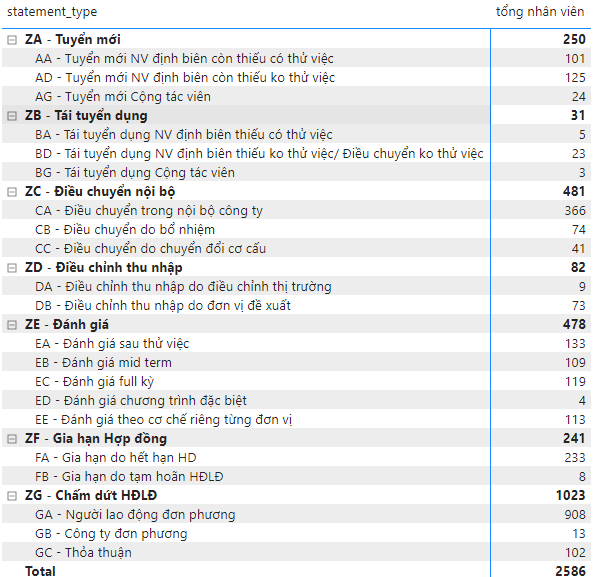 statement_type tổng nhân viên
ZA - Tuyển mới 250
AA - Tuyển mới NV định biên còn thiếu có thử việc 101
AD - Tuyển mới NV định biên còn thiếu ko thử việc 125
AG - Tuyển mới Cộng tác viên 24
ZB - Tái tuyển dụng 31
BA - Tái tuyển dụng NV định biên thiếu có thử việc 5
BD - Tái tuyển dụng NV định biên thiếu ko thử việc/ Điều chuyển ko thử việc 23
BG - Tái tuyển dụng Cộng tác viên 3
ZC - Điều chuyển nội bộ 481
CA - Điều chuyển trong nội bộ công ty 366
CB - Điều chuyển do bổ nhiệm 74
CC - Điều chuyển do chuyển đổi cơ cấu 41
ZD - Điều chỉnh thu nhập 82
DA - Điều chỉnh thu nhập do điều chỉnh thị trường 9
DB - Điều chỉnh thu nhập do đơn vị đề xuất 73
ZE - Đánh giá 478
EA - Đánh giá sau thử việc 133
EB - Đánh giá mid term 109
EC - Đánh giá full kỳ 119
ED - Đánh giá chương trình đặc biệt 4
EE - Đánh giá theo cơ chế riêng từng đơn vị 113
ZF - Gia hạn Hợp đồng 241
FA - Gia hạn do hết hạn HD 233
FB - Gia hạn do tạm hoãn HĐLĐ 8
ZG - Chấm dứt HĐLĐ 1023
GA - Người lao động đơn phương 908
GB - Công ty đơn phương 13
GC - Thỏa thuận 102
Total 2586